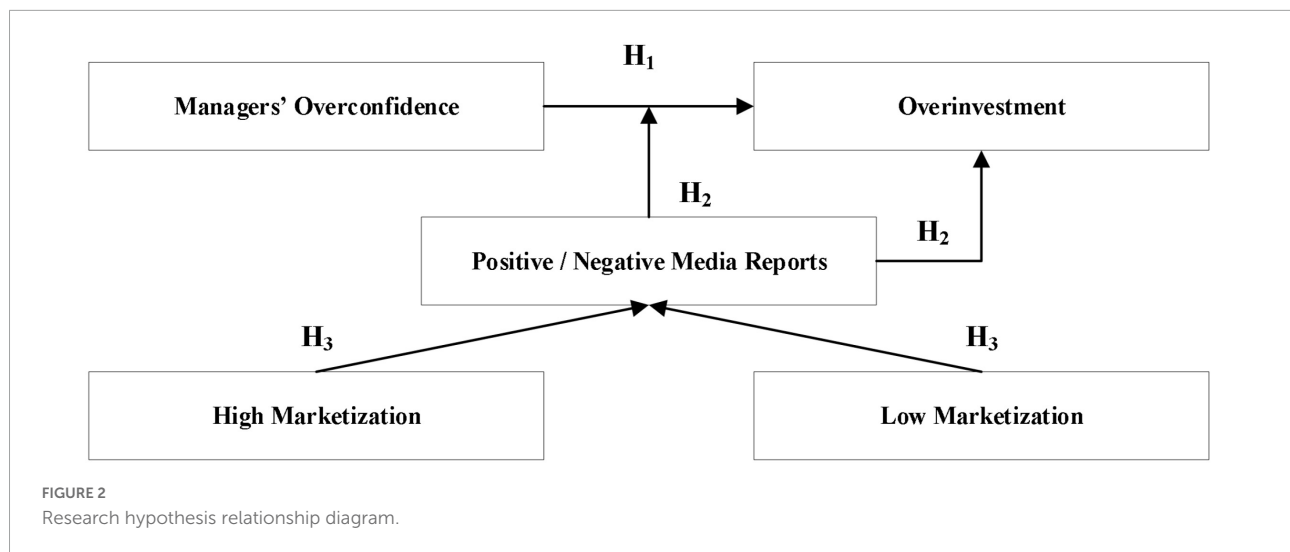 H₁
Managers' Overconfidence
Overinvestment
H₂
H₂
Positive / Negative Media Reports
H₃
H₃
High Marketization
Low Marketization
FIGURE 2
Research hypothesis relationship diagram.